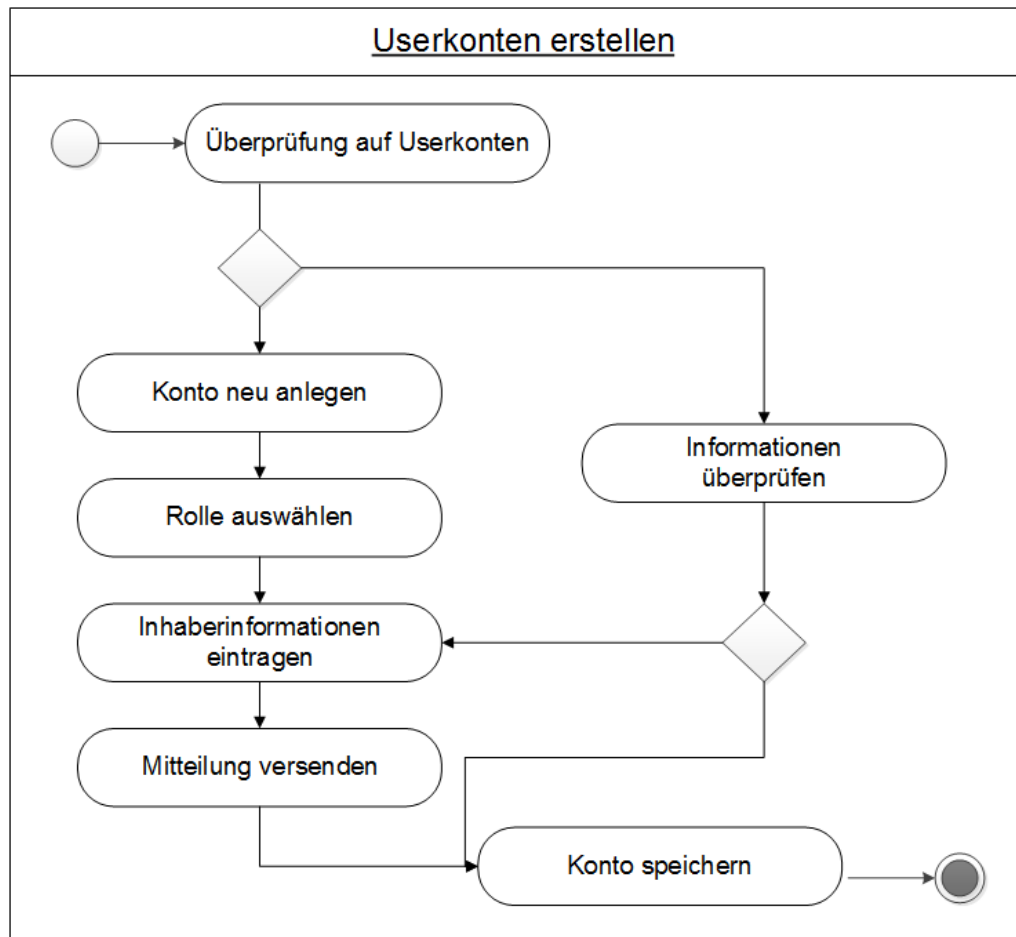 Userkonten erstellen
Überprüfung auf Userkonten
Konto neu anlegen
Informationen
überprüfen
Rolle auswählen
Inhaberinformationen
eintragen
Mitteilung versenden
Konto speichern